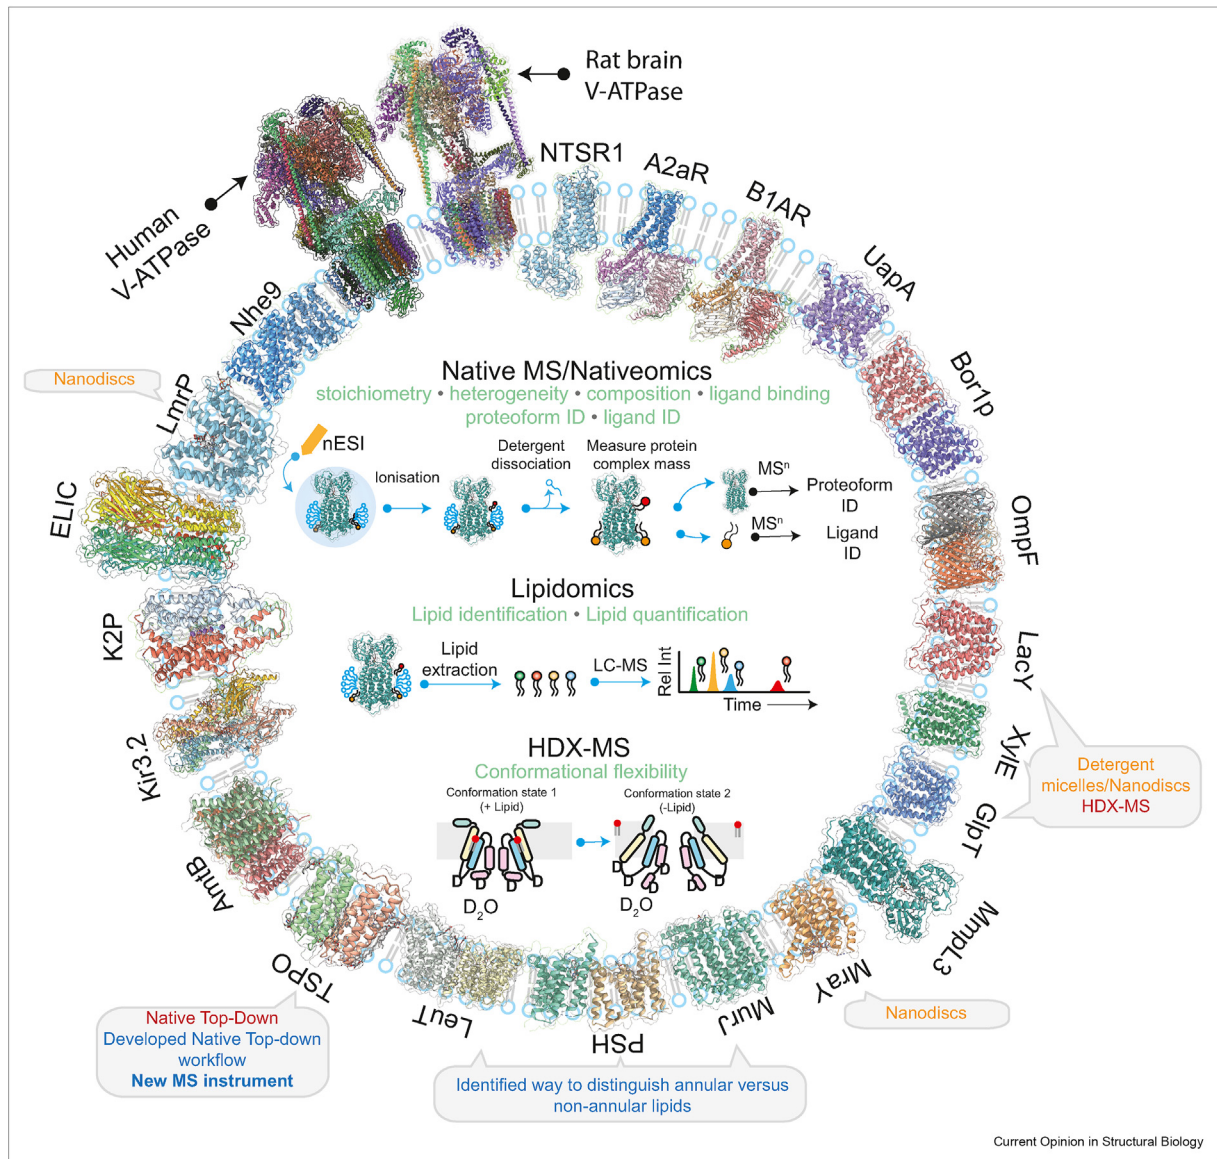 Rat brain
V-ATPase
Human
V-ATPase
NTSR1
A2aR
B1AR
UapA
Bor1p
OmpF
LacY
XylE
GlpT
MmpL3
MraY
MurJ
PSH
LeuT
TSPO
AmtB
Kir3.2
K2P
ELIC
LmrP
Nhe9
Nanodiscs
Native MS/Nativeomics
stoichiometry • heterogeneity • composition • ligand binding
proteoform ID • ligand ID
nESI
Ionisation
Detergent
dissociation
Measure protein
complex mass
MSⁿ
Proteoform
ID
MSⁿ
Ligand
ID
Lipidomics
Lipid identification • Lipid quantification
Lipid
extraction
LC-MS
Rel Int
Time
HDX-MS
Conformational flexibility
Conformation state 1
(+ Lipid)
Conformation state 2
(-Lipid)
D
D
D D
D₂O
D
D
D
D
D₂O
Detergent
micelles/Nanodiscs
HDX-MS
Nanodiscs
Native Top-Down
Developed Native Top-down
workflow
New MS instrument
Identified way to distinguish annular versus
non-annular lipids
Current Opinion in Structural Biology